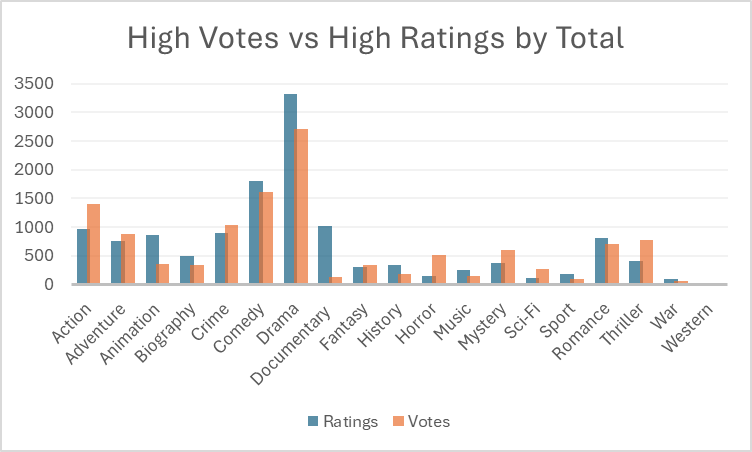 High Votes vs High Ratings by Total
3500
3000
2500
2000
1500
1000
500
0
Action
Adventure
Animation
Biography
Crime
Comedy
Drama
Documentary
Fantasy
History
Horror
Music
Mystery
Sci-Fi
Sport
Romance
Thriller
War
Western
Ratings Votes